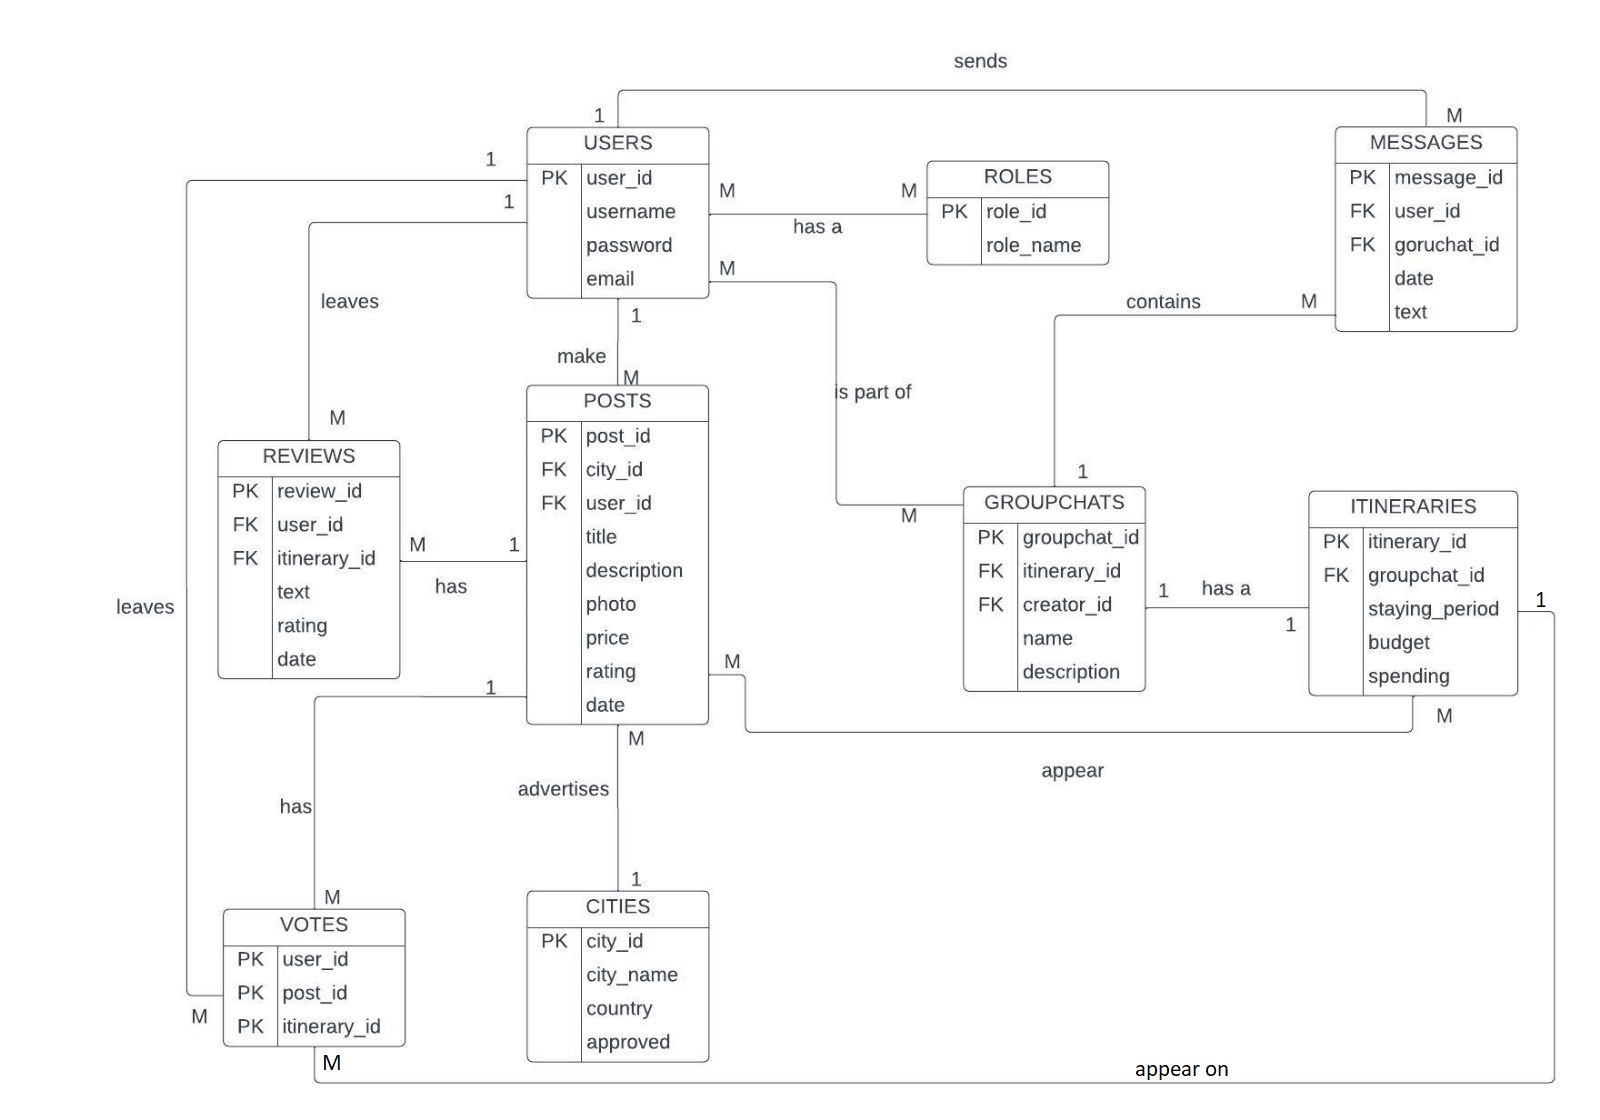 sends
1
M
USERS
PK user_id
username
password
email
1
1
MESSAGES
PK message_id
FK user_id
FK goruchat_id
date
text
ROLES
PK role_id
role_name
M
M
has a
M
leaves
1
make
M
contains
M
is part of
M
1
M
POSTS
PK post_id
FK city_id
FK user_id
title
description
photo
price
rating
date
REVIEWS
PK review_id
FK user_id
FK itinerary_id
text
rating
date
M
1
has
GROUPCHATS
PK groupchat_id
FK itinerary_id
FK creator_id
name
description
1
has a
1
ITINERARIES
PK itinerary_id
FK groupchat_id
staying_period
budget
spending
1
leaves
M
M
appear
1
has
M
M
advertises
1
VOTES
PK user_id
PK post_id
PK itinerary_id
M
M
CITIES
PK city_id
city_name
country
approved
appear on